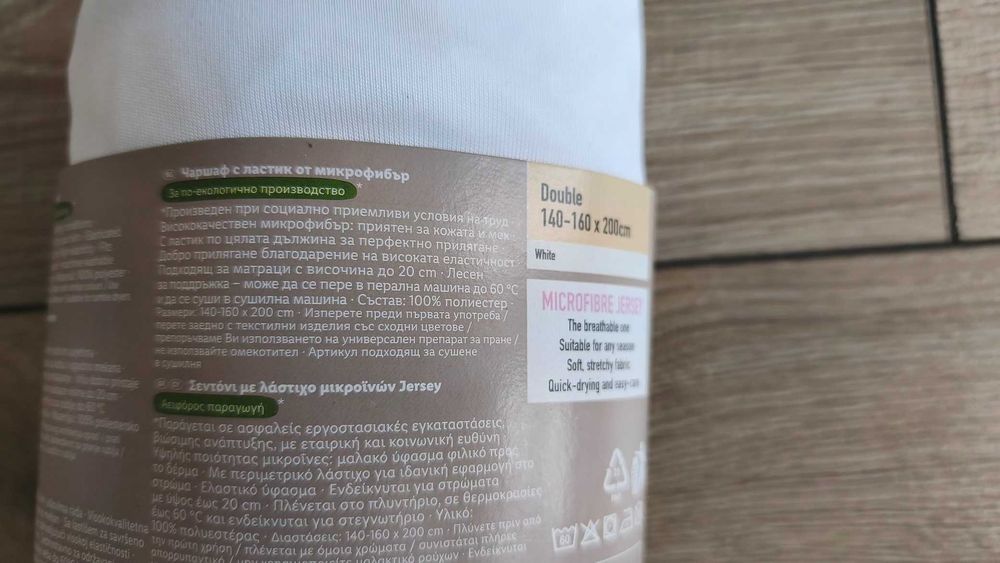 Чаршаф с ластик от микрофибър
За по-екологично производство*
*Произведен при социално приемливи условия на труд ·
Висококачествен микрофибър: приятен за кожата и мек ·
С ластик по цялата дължина за перфектно прилягане ·
Добро прилягане благодарение на високата еластичност
Подходящ за матраци с височина до 20 cm · Лесен
за поддръжка – може да се пере в перална машина до 60 °C
и да се суши в сушилна машина · Състав: 100% полиестер ·
Размери: 140-160 x 200 cm · Изперете преди първата употреба /
перете заедно с текстилни изделия със сходни цветове /
препоръчваме Ви използването на универсален препарат за пране /
не използвайте омекотител · Артикул подходящ за сушене
в сушилня
Σεντόνι με λάστιχο μικροϊνών Jersey
Αειφόρος παραγωγή*
*Παράγεται σε ασφαλείς εργοστασιακές εγκαταστάσεις,
βιώσιμης ανάπτυξης, με εταιρική και κοινωνική ευθύνη ·
Υψηλής ποιότητας μικροΐνες: μαλακό ύφασμα φιλικό προς
το δέρμα · Με περιμετρικό λάστιχο για ιδανική εφαρμογή στο
στρώμα · Ελαστικό ύφασμα · Ενδείκνυται για στρώματα
με ύψος έως 20 cm · Πλένεται στο πλυντήριο, σε θερμοκρασίες
έως 60 °C και ενδείκνυται για στεγνωτήριο · Υλικό:
100% πολυεστέρας · Διαστάσεις: 140-160 x 200 cm · Πλύνετε πριν από
την πρώτη χρήση / πλένεται με όμοια χρώματα / συνιστάται πλήρες
Double
140-160 x 200cm
White
MICROFIBRE JERSEY
The breathable one
Suitable for any season
Soft, stretchy fabric
Quick-drying and easy-care
60